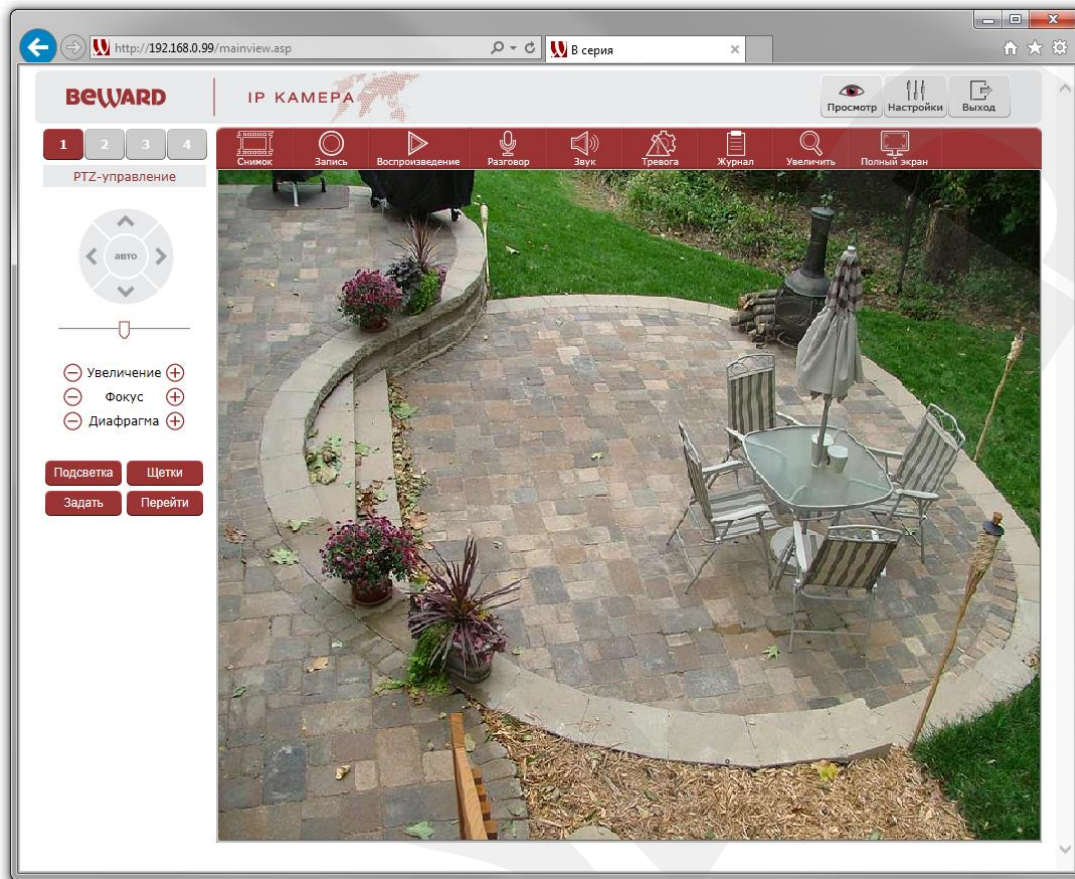 http://192.168.0.99/mainview.asp
В серия
BEWARD
IP КАМЕРА
Просмотр Настройки Выход
1 2 3 4
Снимок Запись Воспроизведение Разговор Звук Тревога Журнал Увеличить Полный экран
PTZ-управление
авто
Увеличение
Фокус
Диафрагма
Подсветка Щетки
Задать Перейти